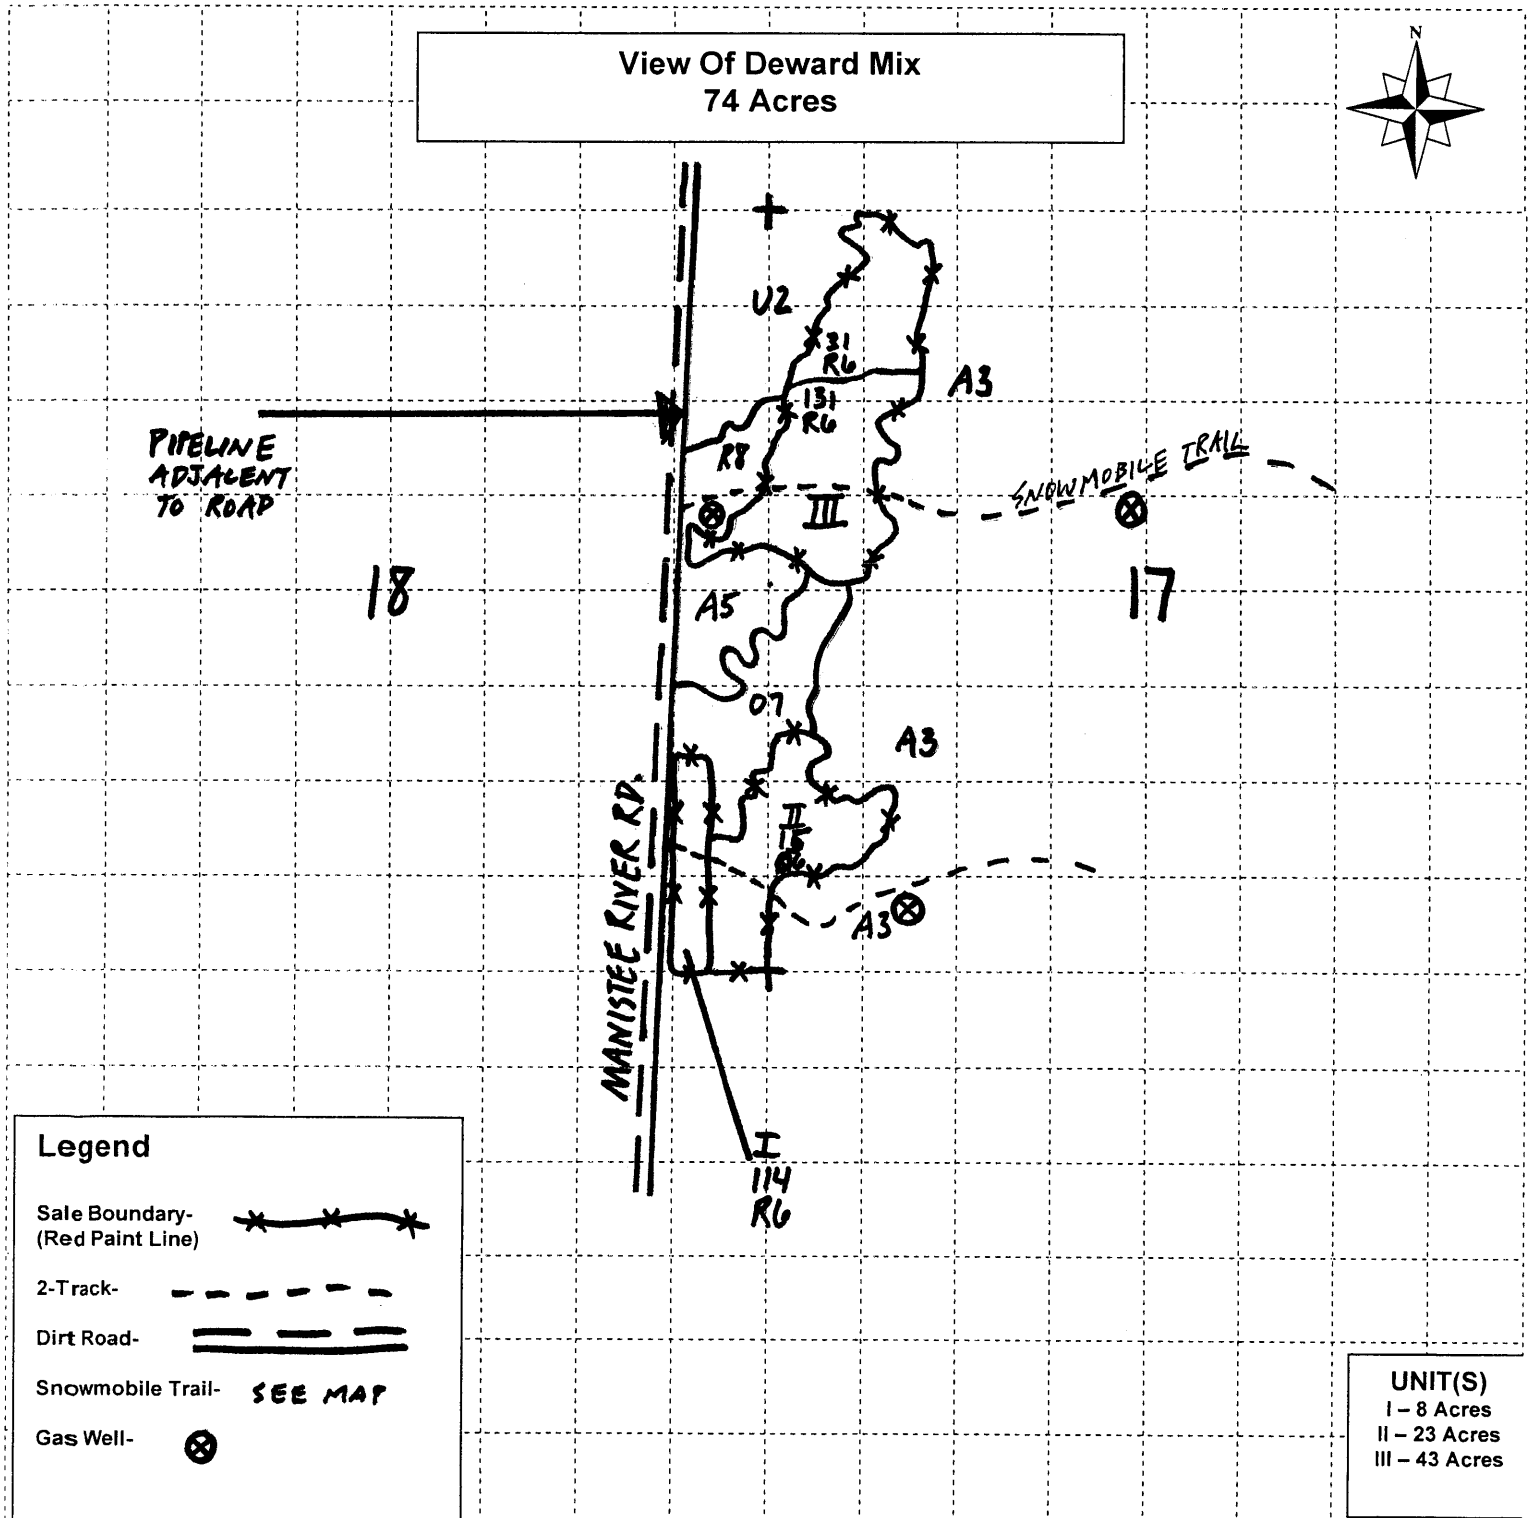 View Of Deward Mix
74 Acres
N
U2
31
R6
A3
131
R6
PIPELINE
ADJACENT
TO ROAD
R8
SNOWMOBILE TRAIL
III
18
17
A5
07
A3
MANISTEE RIVER RD.
II
15
A3
I
114
R6
Legend
Sale Boundary-
(Red Paint Line)
2-Track-
Dirt Road-
Snowmobile Trail- SEE MAP
Gas Well-
UNIT(S)
I – 8 Acres
II – 23 Acres
III – 43 Acres